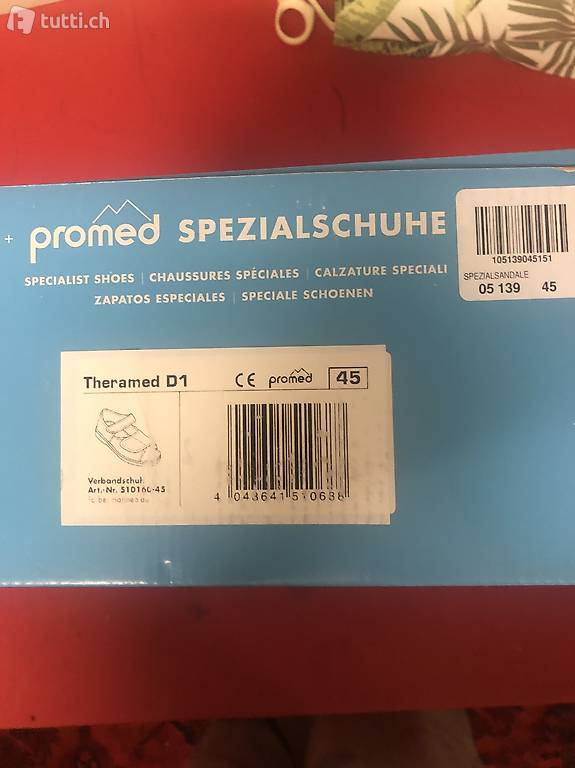 tutti.ch
+ promed SPEZIALSCHUHE
SPECIALIST SHOES | CHAUSSURES SPÉCIALES | CALZATURE SPECIALI
ZAPATOS ESPECIALES | SPECIALE SCHOENEN
105139045151
SPEZIALSANDALE
05 139 45
Theramed D1 CE promed 45
Verbandschuh
Art.-Nr. 510160-45
4 043641 510688